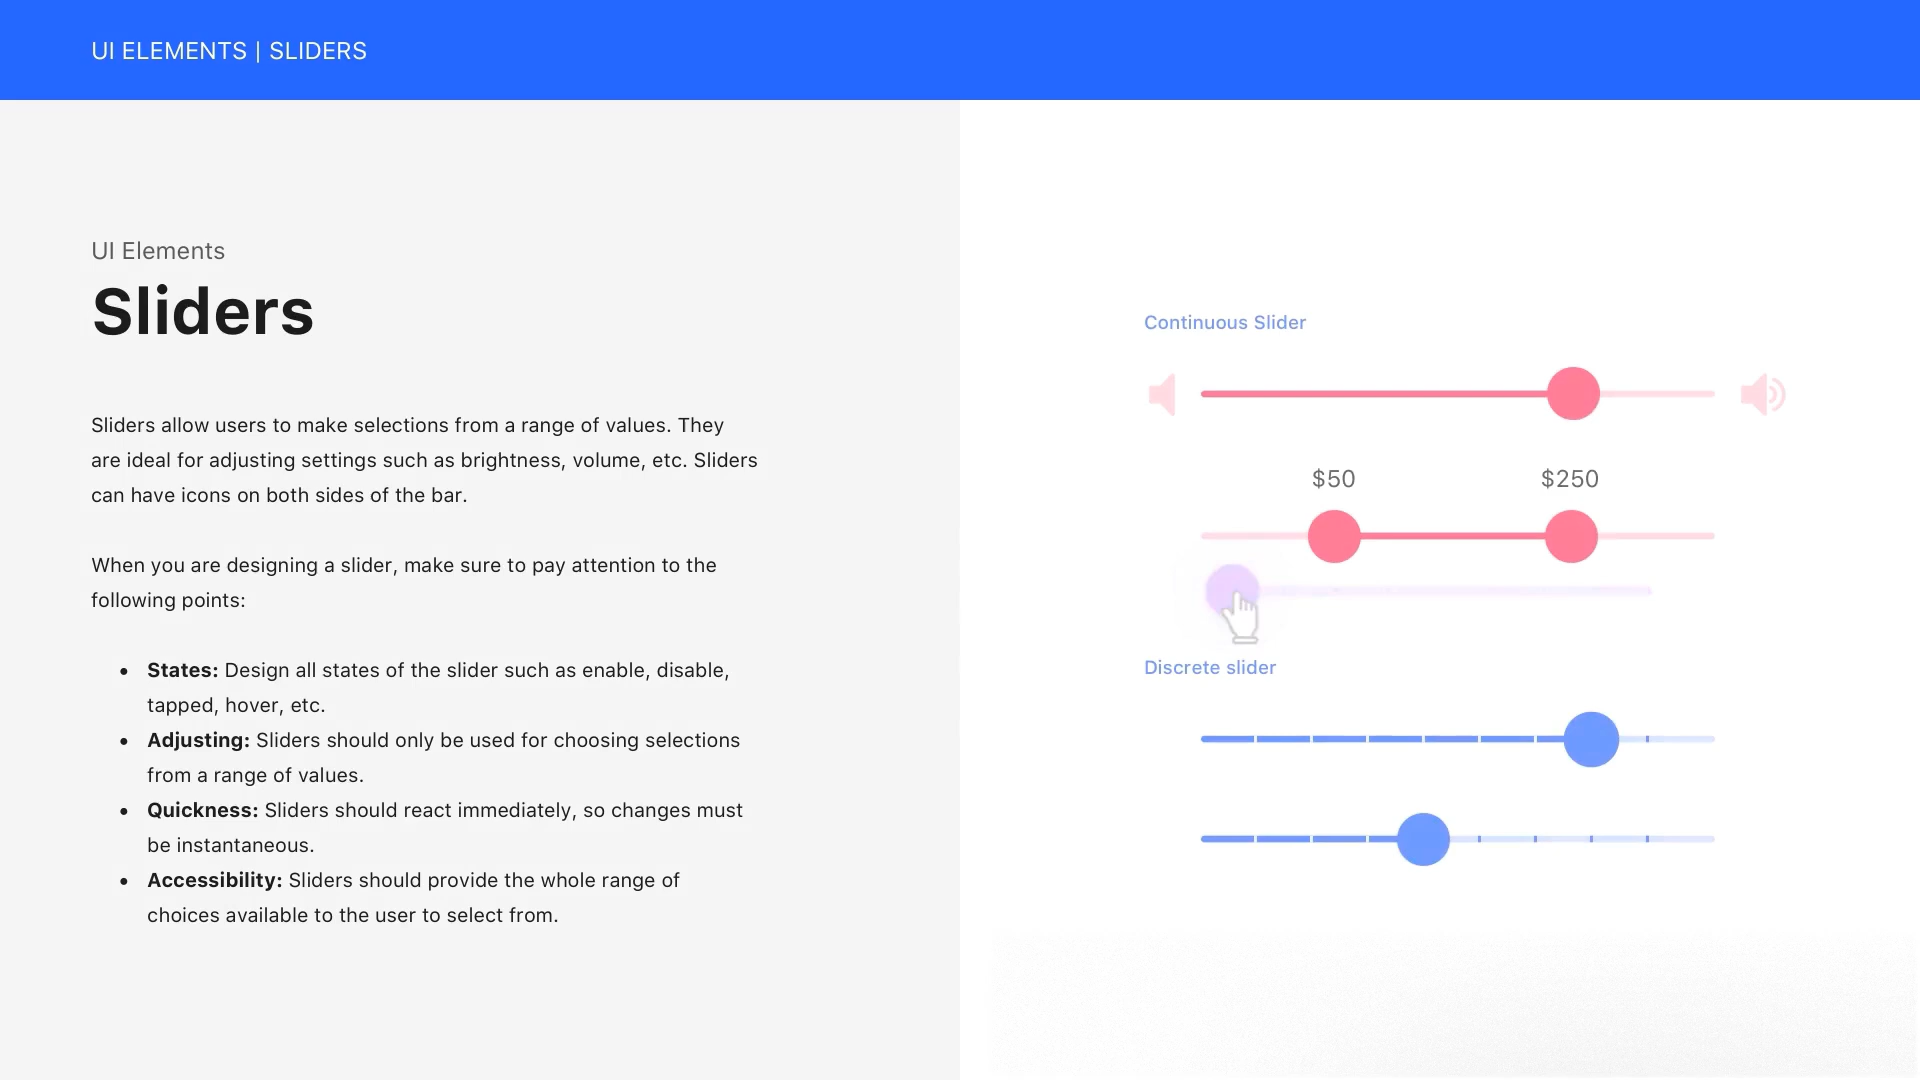 UI ELEMENTS | SLIDERS
UI Elements
Sliders
Sliders allow users to make selections from a range of values. They
are ideal for adjusting settings such as brightness, volume, etc. Sliders
can have icons on both sides of the bar.
When you are designing a slider, make sure to pay attention to the
following points:
• States: Design all states of the slider such as enable, disable,
tapped, hover, etc.
• Adjusting: Sliders should only be used for choosing selections
from a range of values.
• Quickness: Sliders should react immediately, so changes must
be instantaneous.
• Accessibility: Sliders should provide the whole range of
choices available to the user to select from.
Continuous Slider
$50 $250
Discrete slider